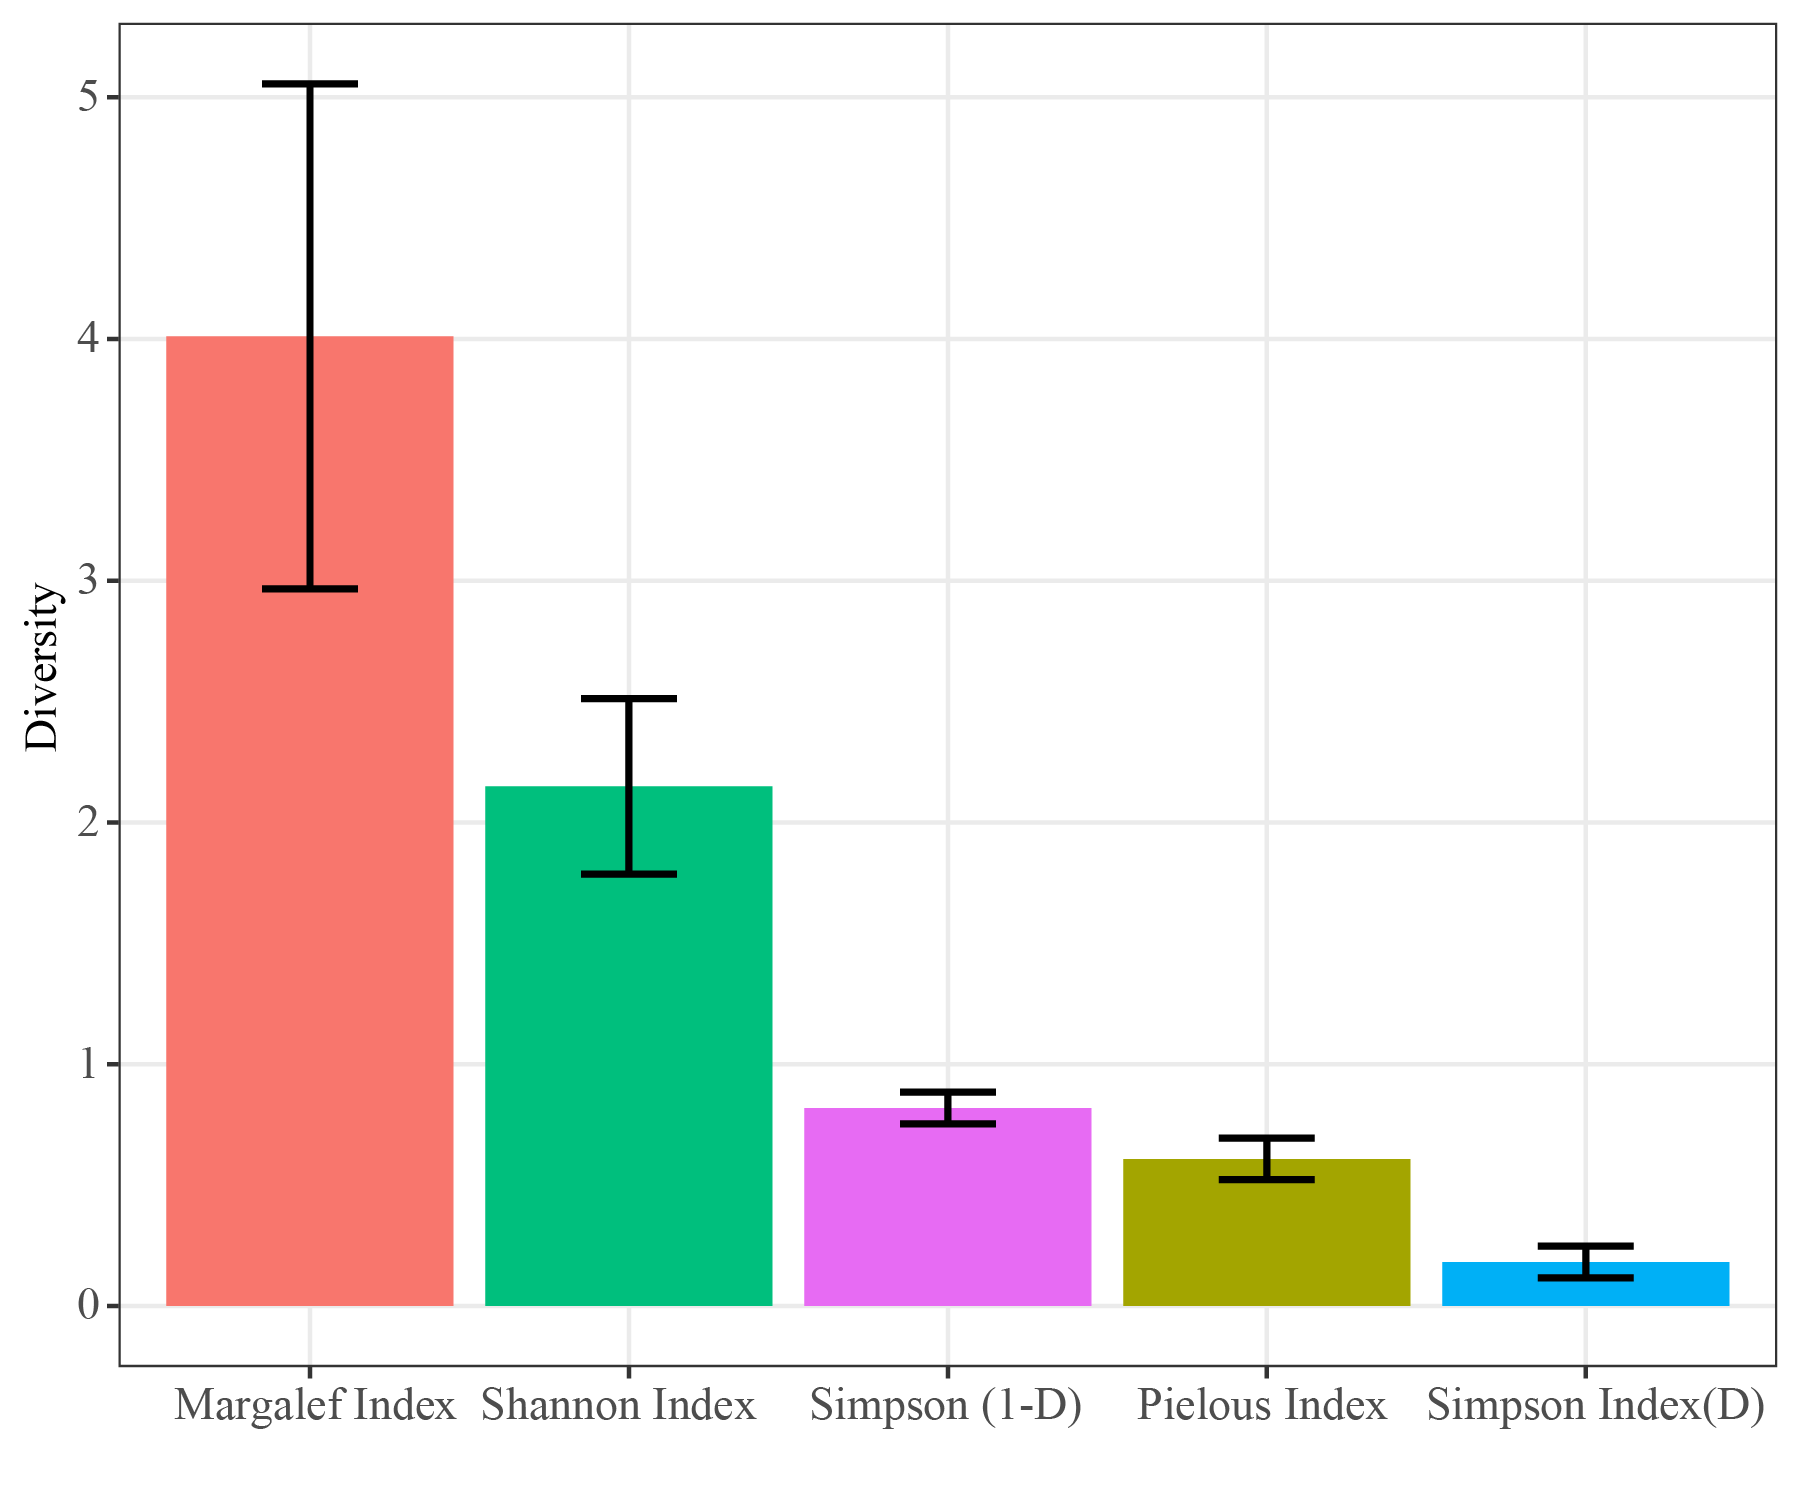 Diversity
5
4
3
2
1
0
Margalef Index
Shannon Index
Simpson (1-D)
Pielous Index
Simpson Index(D)